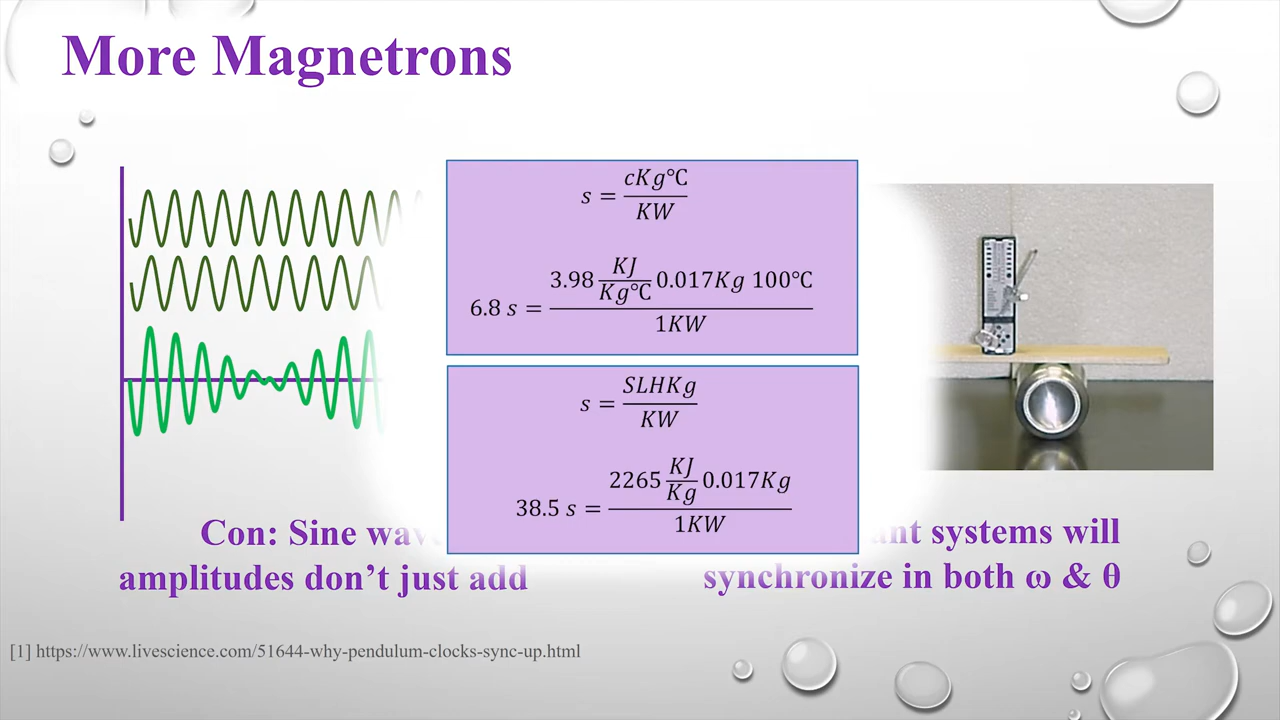 More Magnetrons
s = cKg℃ / KW
6.8 s = 3.98 KJ/Kg℃ 0.017Kg 100℃ / 1KW
s = SLHKg / KW
38.5 s = 2265 KJ/Kg 0.017Kg / 1KW
Con: Sine
amplitudes don’t just add
systems will
synchronize in both ω & θ
[1] https://www.livescience.com/51644-why-pendulum-clocks-sync-up.html